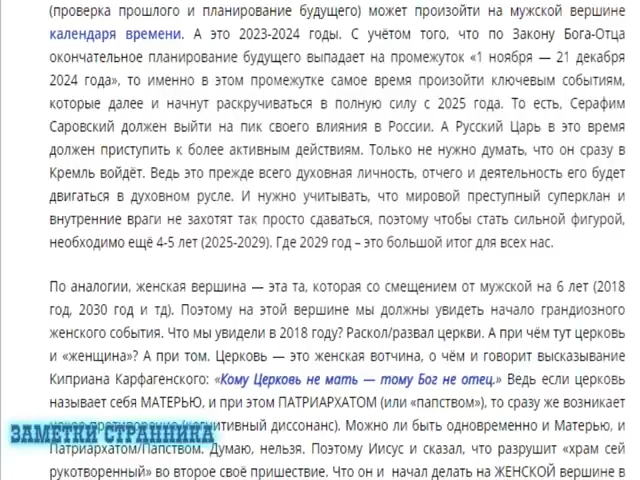 (проверка прошлого и планирование будущего) может произойти на мужской вершине
календаря времени. А это 2023-2024 годы. С учётом того, что по Закону Бога-Отца
окончательное планирование будущего выпадает на промежуток «1 ноября — 21 декабря
2024 года», то именно в этом промежутке самое время произойти ключевым событиям,
которые далее и начнут раскручиваться в полную силу с 2025 года. То есть, Серафим
Саровский должен выйти на пик своего влияния в России. А Русский Царь в это время
должен приступить к более активным действиям. Только не нужно думать, что он сразу в
Кремль войдёт. Ведь это прежде всего духовная личность, отчего и деятельность его будет
двигаться в духовном русле. И нужно учитывать, что мировой преступный суперклан и
внутренние враги не захотят так просто сдаваться, поэтому чтобы стать сильной фигурой,
необходимо ещё 4-5 лет (2025-2029). Где 2029 год – это большой итог для всех нас.
По аналогии, женская вершина — эта та, которая со смещением от мужской на 6 лет (2018
год, 2030 год и тд). Поэтому на этой вершине мы должны увидеть начало грандиозного
женского события. Что мы увидели в 2018 году? Раскол/развал церкви. А при чём тут церковь
и «женщина»? А при том. Церковь — это женская вотчина, о чём и говорит высказывание
Киприана Карфагенского: «Кому Церковь не мать — тому Бог не отец.» Ведь если церковь
называет себя МАТЕРЬЮ, и при этом ПАТРИАРХАТОМ (или «папством»), то сразу же возникает
(когнитивный диссонанс). Можно ли быть одновременно и Матерью, и
ЗАМЕТКИ СТРАННИКА
Патриархатом/Папством. Думаю, нельзя. Поэтому Иисус и сказал, что разрушит «храм сей
рукотворенный» во второе своё пришествие. Что он и начал делать на ЖЕНСКОЙ вершине в